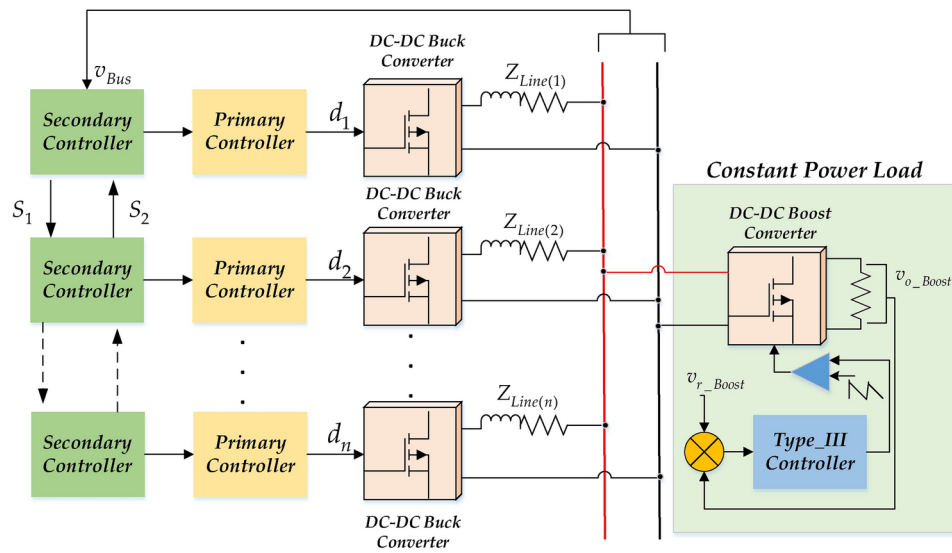 DC-DC Buck
Converter
v_Bus
Z_Line(1)
Secondary
Controller
Primary
Controller
d_1
Constant Power Load
DC-DC Buck
Converter
S_1
S_2
Z_Line(2)
DC-DC Boost
Converter
Secondary
Controller
Primary
Controller
d_2
v_o_Boost
v_r_Boost
Z_Line(n)
Secondary
Controller
Primary
Controller
d_n
Type_III
Controller
DC-DC Buck
Converter